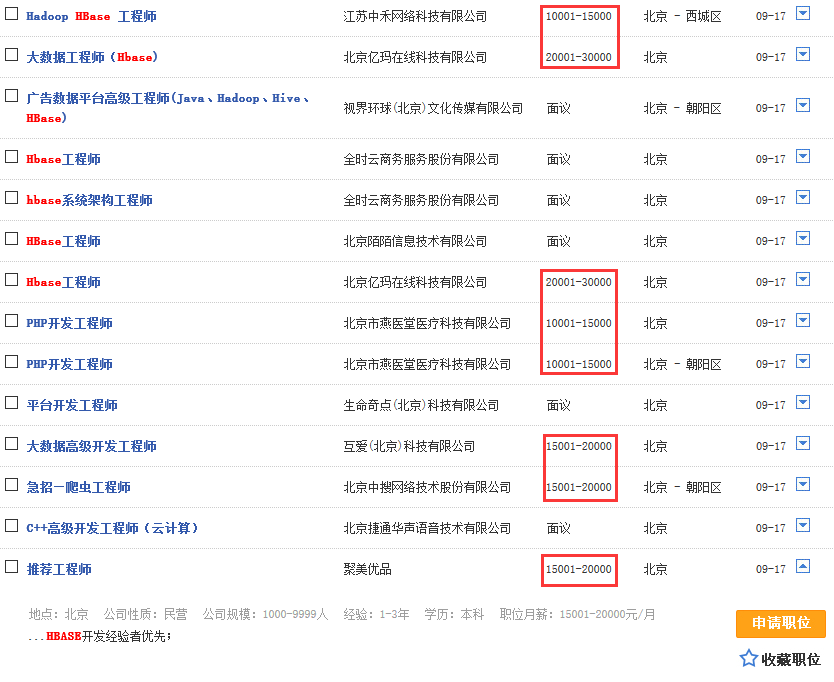 Hadoop HBase 工程师 江苏中禾网络科技有限公司 10001-15000 北京 - 西城区 09-17
大数据工程师（Hbase） 北京亿玛在线科技有限公司 20001-30000 北京 09-17
广告数据平台高级工程师(Java、Hadoop、Hive、
HBase) 视界环球(北京)文化传媒有限公司 面议 北京 - 朝阳区 09-17
Hbase工程师 全时云商务服务股份有限公司 面议 北京 09-17
hbase系统架构工程师 全时云商务服务股份有限公司 面议 北京 09-17
HBase工程师 北京陌陌信息技术有限公司 面议 北京 09-17
Hbase工程师 北京亿玛在线科技有限公司 20001-30000 北京 09-17
PHP开发工程师 北京市燕医堂医疗科技有限公司 10001-15000 北京 09-17
PHP开发工程师 北京市燕医堂医疗科技有限公司 10001-15000 北京 - 朝阳区 09-17
平台开发工程师 生命奇点(北京)科技有限公司 面议 北京 09-17
大数据高级开发工程师 互爱(北京)科技有限公司 15001-20000 北京 09-17
急招一爬虫工程师 北京中搜网络技术股份有限公司 15001-20000 北京 - 朝阳区 09-17
C++高级开发工程师（云计算） 北京捷通华声语音技术有限公司 面议 北京 09-17
推荐工程师 聚美优品 15001-20000 北京 09-17
地点：北京 公司性质：民营 公司规模：1000-9999人 经验：1-3年 学历：本科 职位月薪：15001-20000元/月
...HBASE开发经验者优先；
申请职位
收藏职位